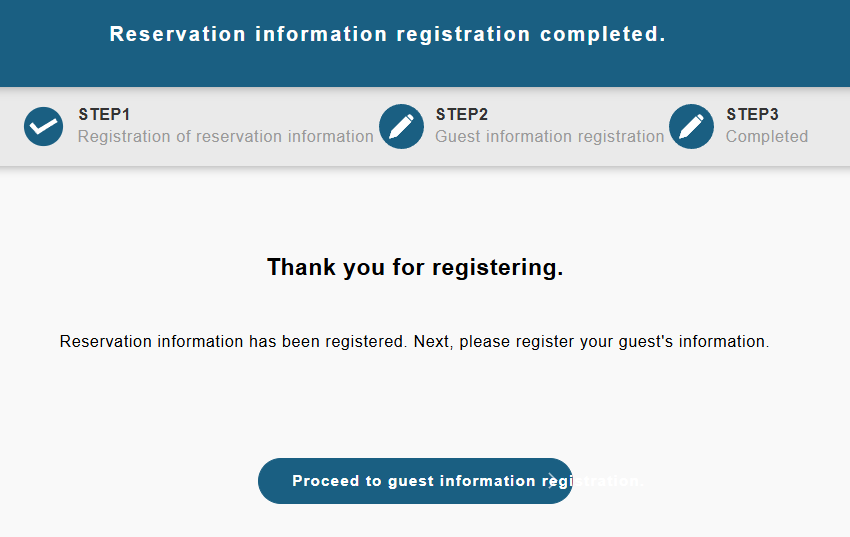 Reservation information registration completed.
STEP1
Registration of reservation information
STEP2
Guest information registration
STEP3
Completed
Thank you for registering.
Reservation information has been registered. Next, please register your guest's information.
Proceed to guest information registration.